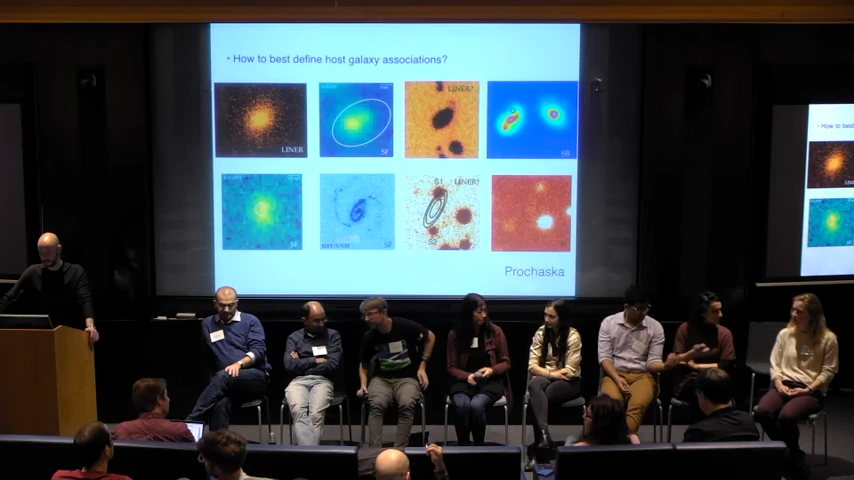 • How to best define host galaxy associations?
LINER
SF
LINER?
SB
SF
SF
S1 LINER?
S2
Prochaska
• How to best
LINE